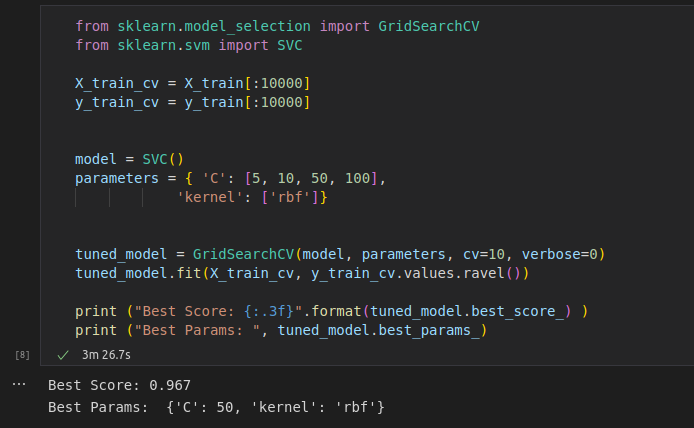 from sklearn.model_selection import GridSearchCV
from sklearn.svm import SVC
X_train_cv = X_train[:10000]
y_train_cv = y_train[:10000]
model = SVC()
parameters = { 'C': [5, 10, 50, 100],
'kernel': ['rbf']}
tuned_model = GridSearchCV(model, parameters, cv=10, verbose=0)
tuned_model.fit(X_train_cv, y_train_cv.values.ravel())
print ("Best Score: {:.3f}".format(tuned_model.best_score_) )
print ("Best Params: ", tuned_model.best_params_)
[8]
3m 26.7s
Best Score: 0.967
Best Params:  {'C': 50, 'kernel': 'rbf'}